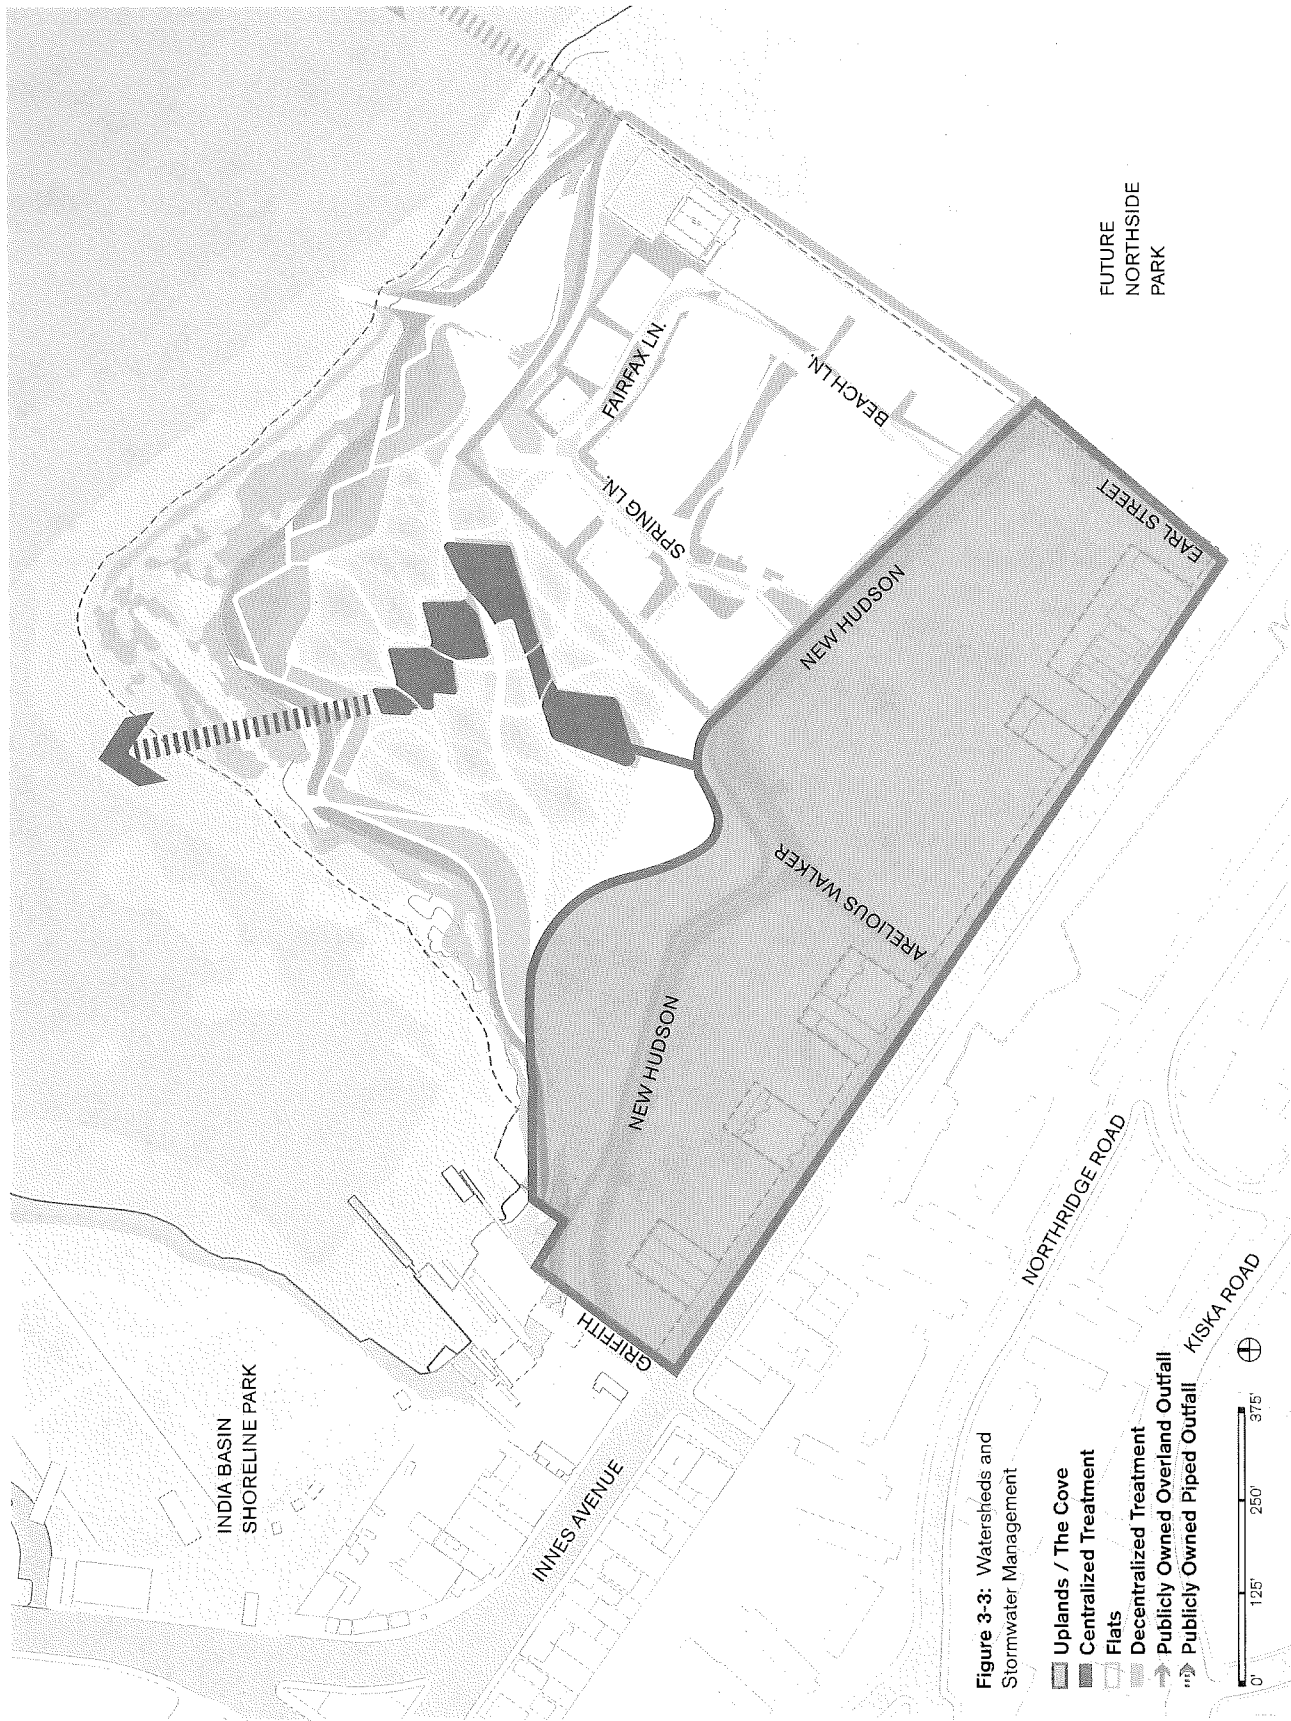 INDIA BASIN
SHORELINE PARK
INNES AVENUE
GRIFFITH
NEW HUDSON
ARELIOUS WALKER
NEW HUDSON
SPRING LN.
FAIRFAX LN.
BEACH LN.
EARL STREET
FUTURE
NORTHSIDE
PARK
NORTHRIDGE ROAD
KISKA ROAD
Figure 3-3: Watersheds and
Stormwater Management
Uplands / The Cove
Centralized Treatment
Flats
Decentralized Treatment
Publicly Owned Overland Outfall
Publicly Owned Piped Outfall
0' 125' 250' 375'